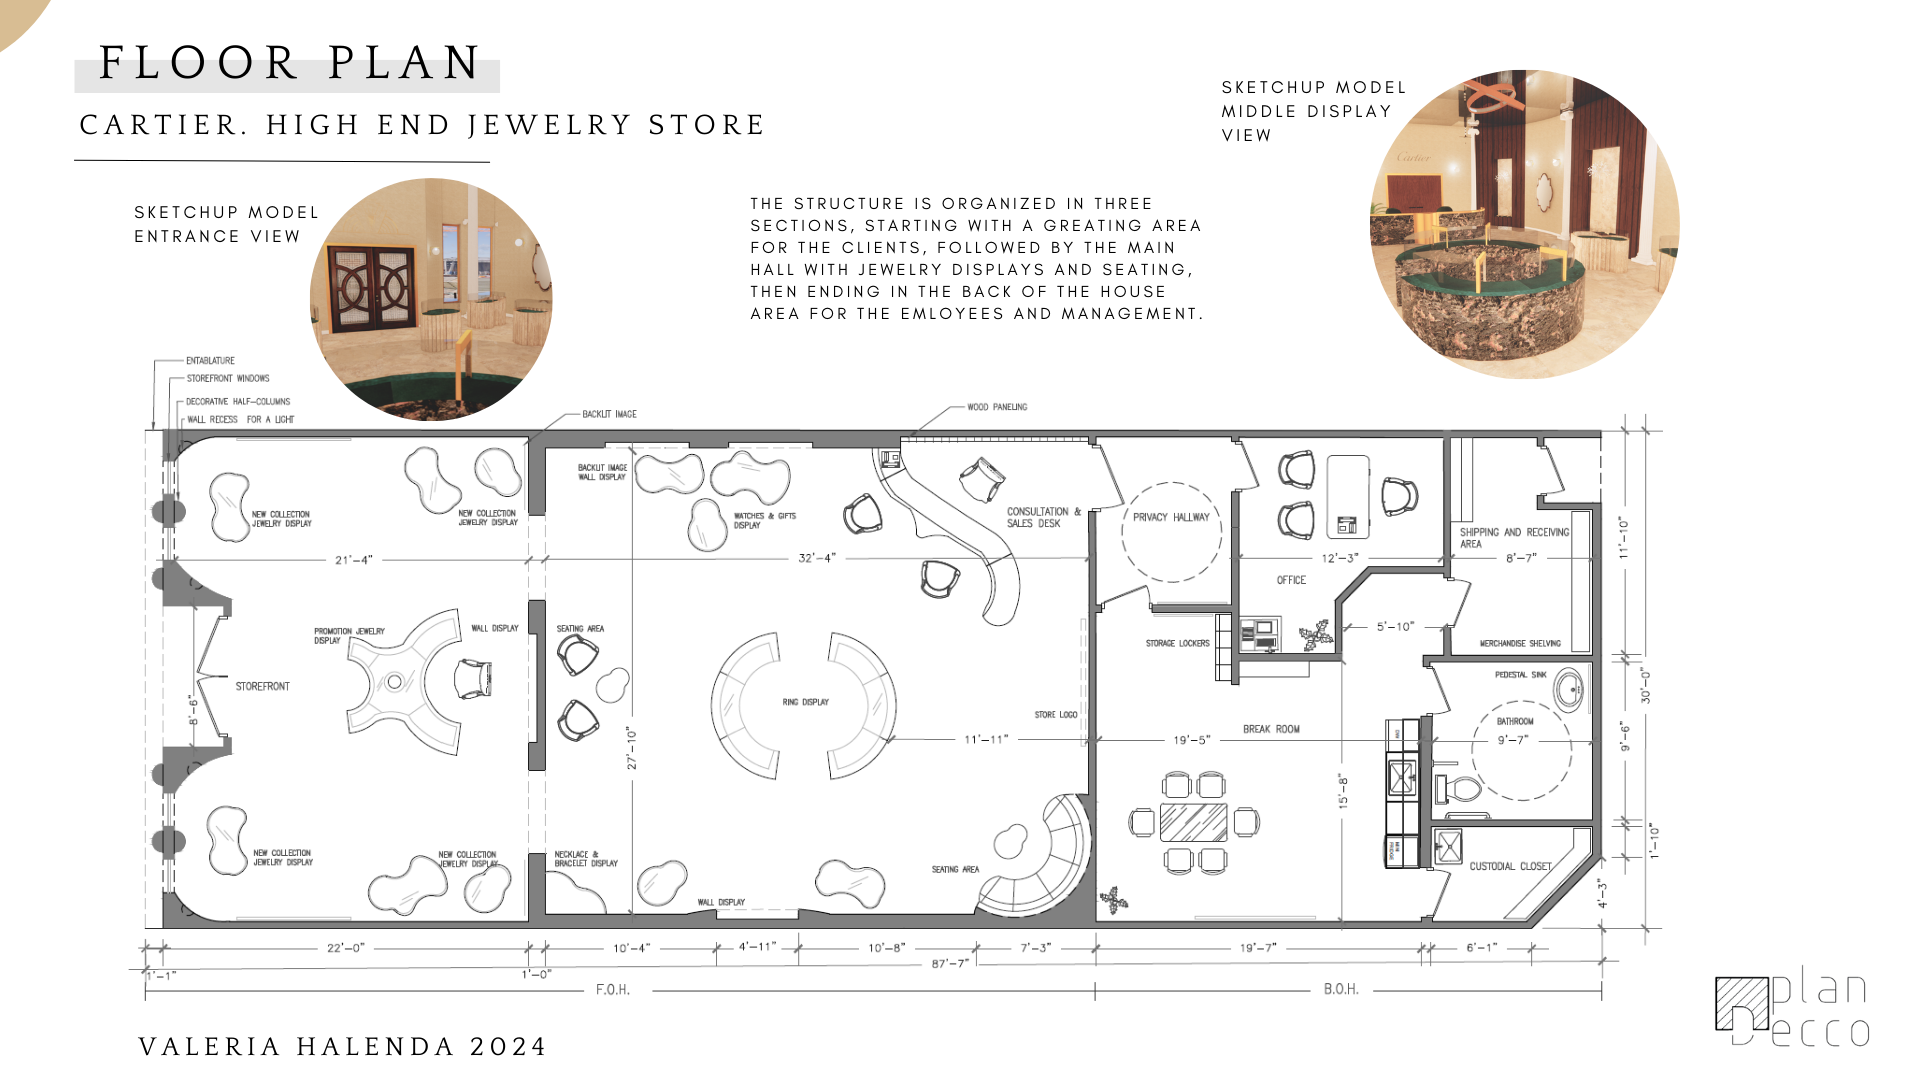 FLOOR PLAN
CARTIER. HIGH END JEWELRY STORE
SKETCHUP MODEL
ENTRANCE VIEW
THE STRUCTURE IS ORGANIZED IN THREE
SECTIONS, STARTING WITH A GREATING AREA
FOR THE CLIENTS, FOLLOWED BY THE MAIN
HALL WITH JEWELRY DISPLAYS AND SEATING,
THEN ENDING IN THE BACK OF THE HOUSE
AREA FOR THE EMLOYEES AND MANAGEMENT.
SKETCHUP MODEL
MIDDLE DISPLAY
VIEW
Cartier
ENTABLATURE
STOREFRONT WINDOWS
DECORATIVE HALF-COLUMNS
WALL RECESS FOR A LIGHT
BACKLIT IMAGE
WOOD PANELING
BACKLIT IMAGE
WALL DISPLAY
NEW COLLECTION
JEWELRY DISPLAY
NEW COLLECTION
JEWELRY DISPLAY
WATCHES & GIFTS
DISPLAY
CONSULTATION &
SALES DESK
PRIVACY HALLWAY
SHIPPING AND RECEIVING
AREA
21'-4"
32'-4"
12'-3"
8'-7"
11'-10"
OFFICE
PROMOTION JEWELRY
DISPLAY
WALL DISPLAY
SEATING AREA
STORAGE LOCKERS
5'-10"
MERCHANDISE SHELVING
STOREFRONT
8'-6"
RING DISPLAY
STORE LOGO
PEDESTAL SINK
30'-0"
BREAK ROOM
BATHROOM
27'-10"
11'-11"
19'-5"
9'-7"
9'-6"
DW
15'-8"
MINI
FRIDGE
NEW COLLECTION
JEWELRY DISPLAY
NEW COLLECTION
JEWELRY DISPLAY
NECKLACE &
BRACELET DISPLAY
SEATING AREA
CUSTODIAL CLOSET
1'-10"
4'-3"
WALL DISPLAY
22'-0"
10'-4"
4'-11"
10'-8"
7'-3"
19'-7"
6'-1"
1'-1"
1'-0"
87'-7"
F.O.H.
B.O.H.
VALERIA HALENDA 2024
plan
Decco